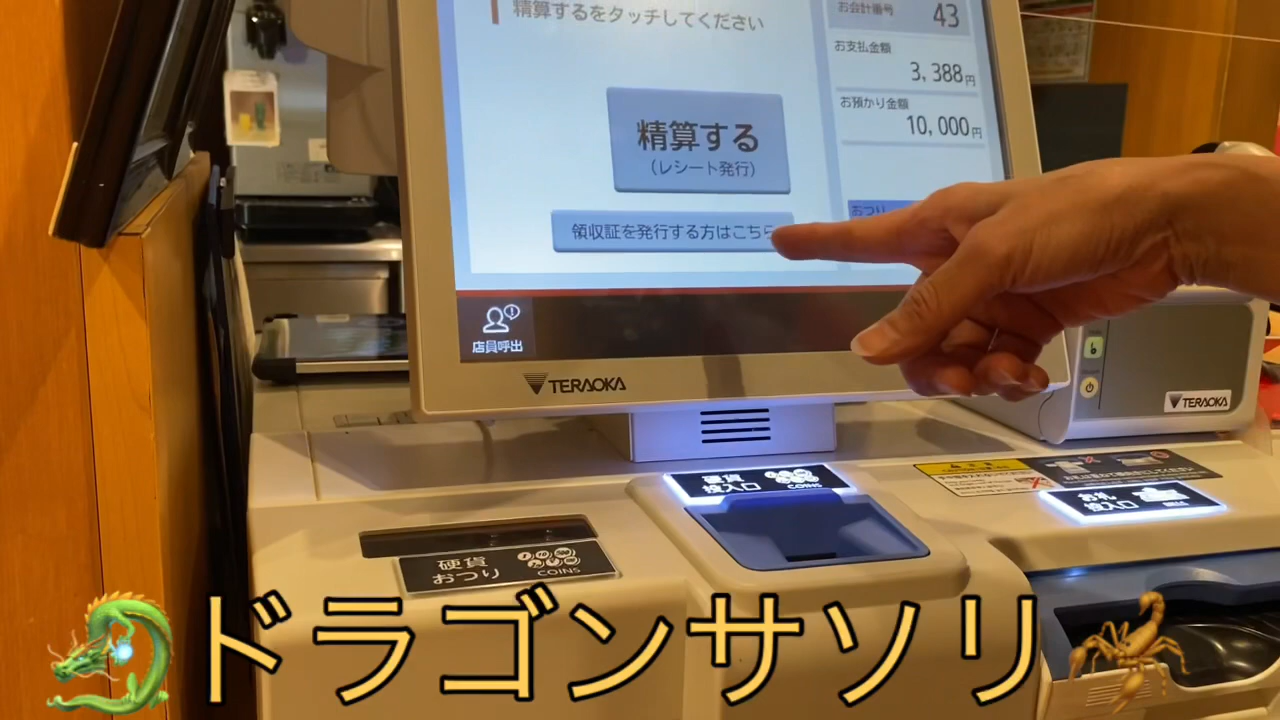 精算するをタッチしてください
お会計番号 43
お支払金額
3,388円
お預かり金額
10,000円
精算する
(レシート発行)
おつり
領収証を発行する方はこちら
店員呼出
TERAOKA
TERAOKA
硬貨
投入口
COINS
お札
投入口
硬貨
おつり
COINS
ドラゴンサソリ